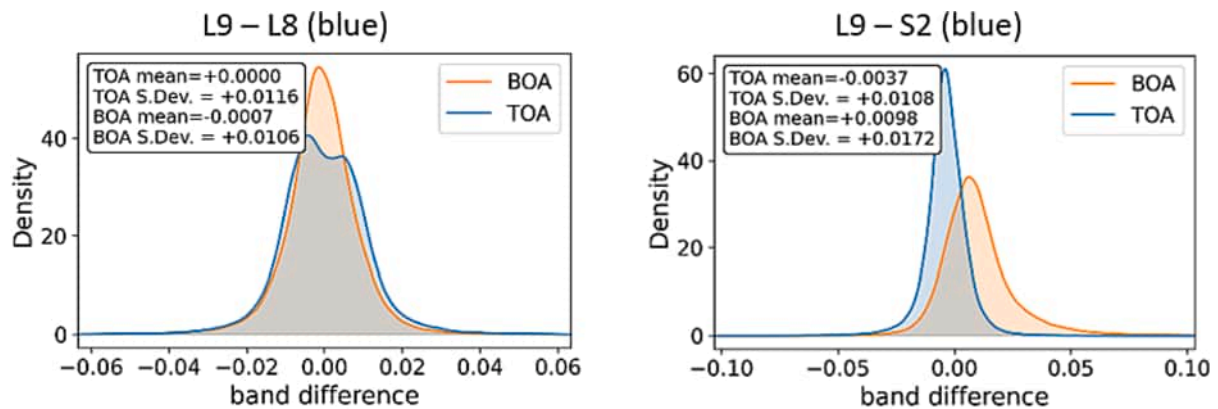 L9 – L8 (blue)
TOA mean=+0.0000
TOA S.Dev. = +0.0116
BOA mean=-0.0007
BOA S.Dev. = +0.0106
BOA
TOA
Density
40
20
0
−0.06 −0.04 −0.02 0.00 0.02 0.04 0.06
band difference
L9 – S2 (blue)
TOA mean=-0.0037
TOA S.Dev. = +0.0108
BOA mean=+0.0098
BOA S.Dev. = +0.0172
BOA
TOA
Density
60
40
20
0
−0.10 −0.05 0.00 0.05 0.10
band difference